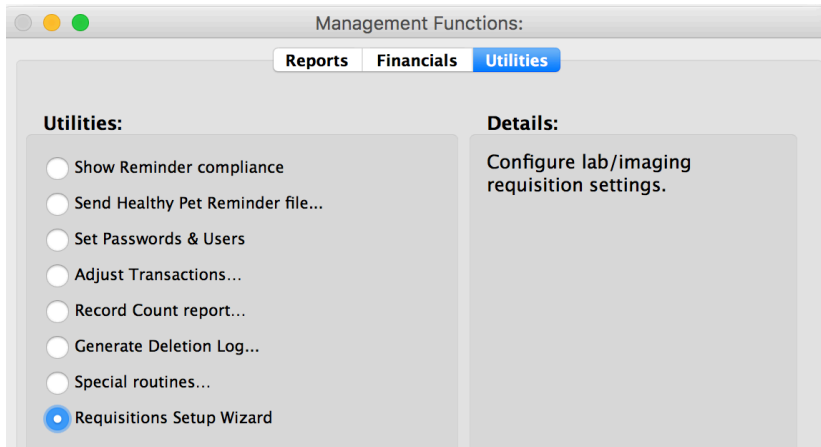 Management Functions:
Reports Financials Utilities
Utilities:
Show Reminder compliance
Send Healthy Pet Reminder file...
Set Passwords & Users
Adjust Transactions...
Record Count report...
Generate Deletion Log...
Special routines...
Requisitions Setup Wizard
Details:
Configure lab/imaging
requisition settings.